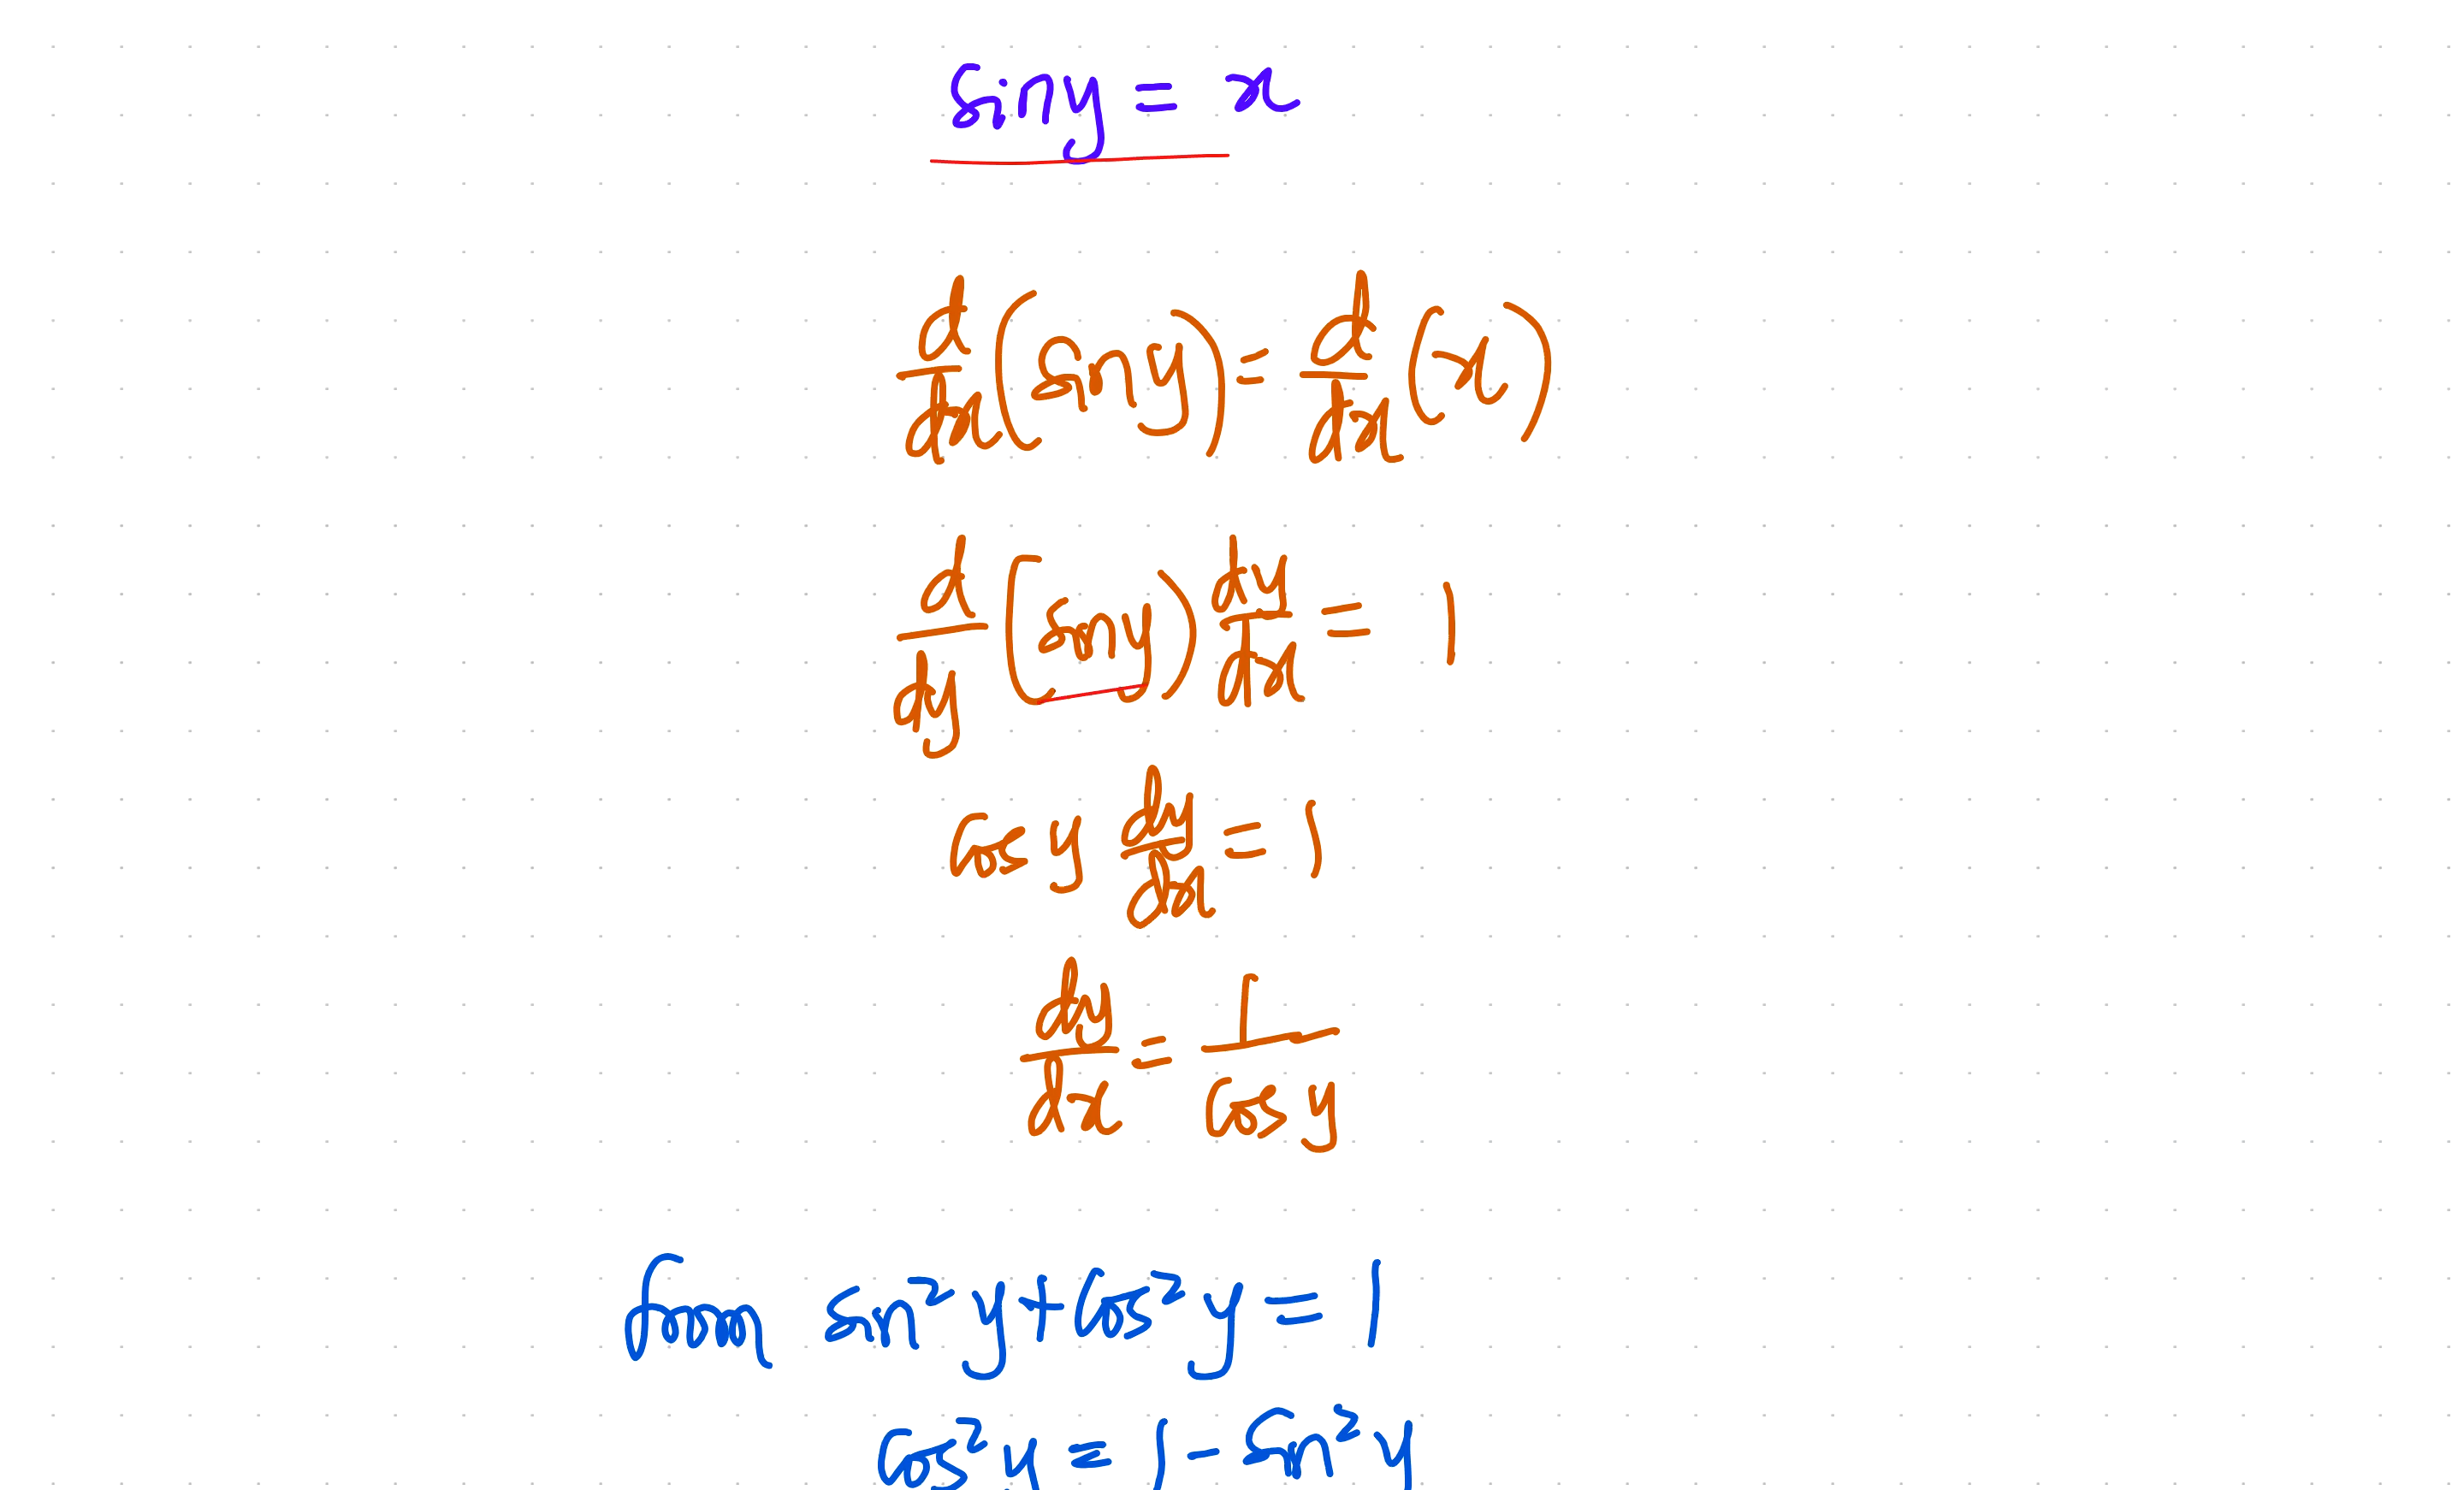 sin y = x
d/dx (sin y) = d/dx (x)
d/dy (sin y) dy/dx = 1
cos y dy/dx = 1
dy/dx = 1/cos y
from sin²y + cos²y = 1
cos²y = 1 - sin²y